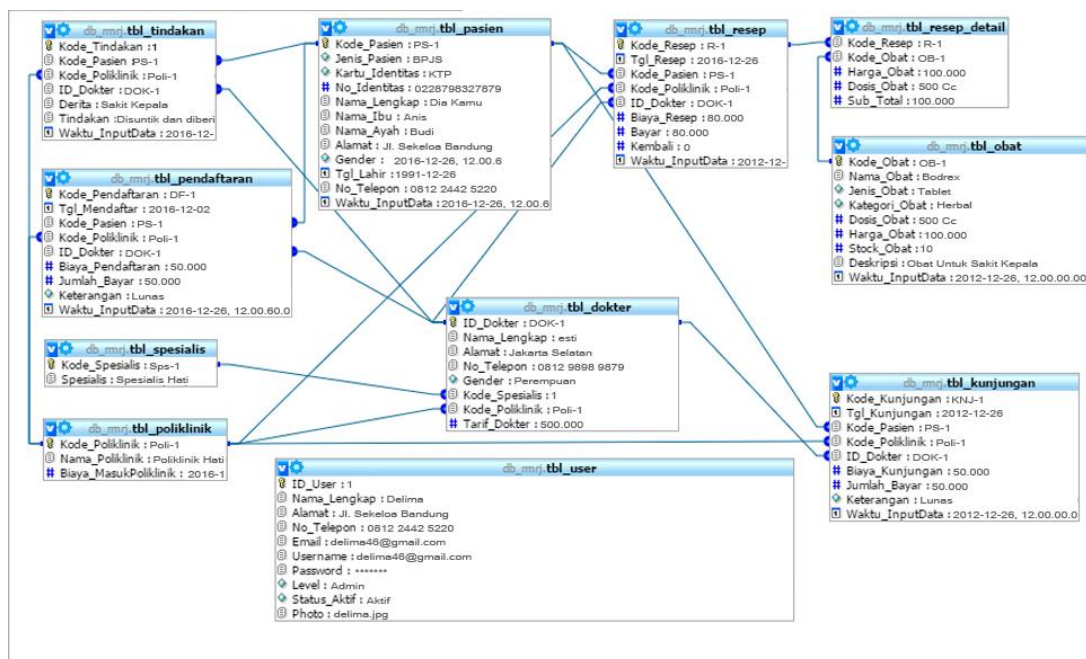 db_rmrj.tbl_tindakan
Kode_Tindakan :1
Kode_Pasien :PS-1
Kode_Poliklinik :Poli-1
ID_Dokter :DOK-1
Derita : Sakit Kepala
Tindakan :Disuntik dan diberi
Waktu_InputData :2016-12-
db_rmrj.tbl_pendaftaran
Kode_Pendaftaran : DF-1
Tgl_Mendaftar : 2016-12-02
Kode_Pasien : PS-1
Kode_Poliklinik : Poli-1
ID_Dokter : DOK-1
Biaya_Pendaftaran : 50.000
Jumlah_Bayar : 50.000
Keterangan : Lunas
Waktu_InputData : 2016-12-26, 12.00.60.0
db_rmrj.tbl_spesialis
Kode_Spesialis : Sps-1
Spesialis : Spesialis Hati
db_rmrj.tbl_poliklinik
Kode_Poliklinik : Poli-1
Nama_Poliklinik : Poliklinik Hati
Biaya_MasukPoliklinik : 2016-1
db_rmrj.tbl_pasien
Kode_Pasien : PS-1
Jenis_Pasien : BPJS
Kartu_Identitas : KTP
No_Identitas : 0228798327879
Nama_Lengkap : Dia Kamu
Nama_Ibu : Anis
Nama_Ayah : Budi
Alamat : Jl. Sekeloa Bandung
Gender : 2016-12-26, 12.00.6
Tgl_Lahir : 1991-12-26
No_Telepon : 0812 2442 5220
Waktu_InputData : 2016-12-26, 12.00.6
db_rmrj.tbl_dokter
ID_Dokter : DOK-1
Nama_Lengkap : esti
Alamat : Jakarta Selatan
No_Telepon : 0812 9898 9879
Gender : Perempuan
Kode_Spesialis : 1
Kode_Poliklinik : Poli-1
Tarif_Dokter : 500.000
db_rmrj.tbl_user
ID_User : 1
Nama_Lengkap : Delima
Alamat : Jl. Sekeloa Bandung
No_Telepon : 0812 2442 5220
Email : delima46@gmail.com
Username : delima46@gmail.com
Password : *******
Level : Admin
Status_Aktif : Aktif
Photo : delima.jpg
db_rmrj.tbl_resep
Kode_Resep : R-1
Tgl_Resep : 2016-12-26
Kode_Pasien : PS-1
Kode_Poliklinik : Poli-1
ID_Dokter : DOK-1
Biaya_Resep : 80.000
Bayar : 80.000
Kembali : 0
Waktu_InputData : 2012-12-
db_rmrj.tbl_resep_detail
Kode_Resep : R-1
Kode_Obat : OB-1
Harga_Obat : 100.000
Dosis_Obat : 500 Cc
Sub_Total : 100.000
db_rmrj.tbl_obat
Kode_Obat : OB-1
Nama_Obat : Bodrex
Jenis_Obat : Tablet
Kategori_Obat : Herbal
Dosis_Obat : 500 Cc
Harga_Obat : 100.000
Stock_Obat : 10
Deskripsi : Obat Untuk Sakit Kepala
Waktu_InputData : 2012-12-26, 12.00.00.00
db_rmrj.tbl_kunjungan
Kode_Kunjungan : KNJ-1
Tgl_Kunjungan : 2012-12-26
Kode_Pasien : PS-1
Kode_Poliklinik : Poli-1
ID_Dokter : DOK-1
Biaya_Kunjungan : 50.000
Jumlah_Bayar : 50.000
Keterangan : Lunas
Waktu_InputData : 2012-12-26, 12.00.00.0